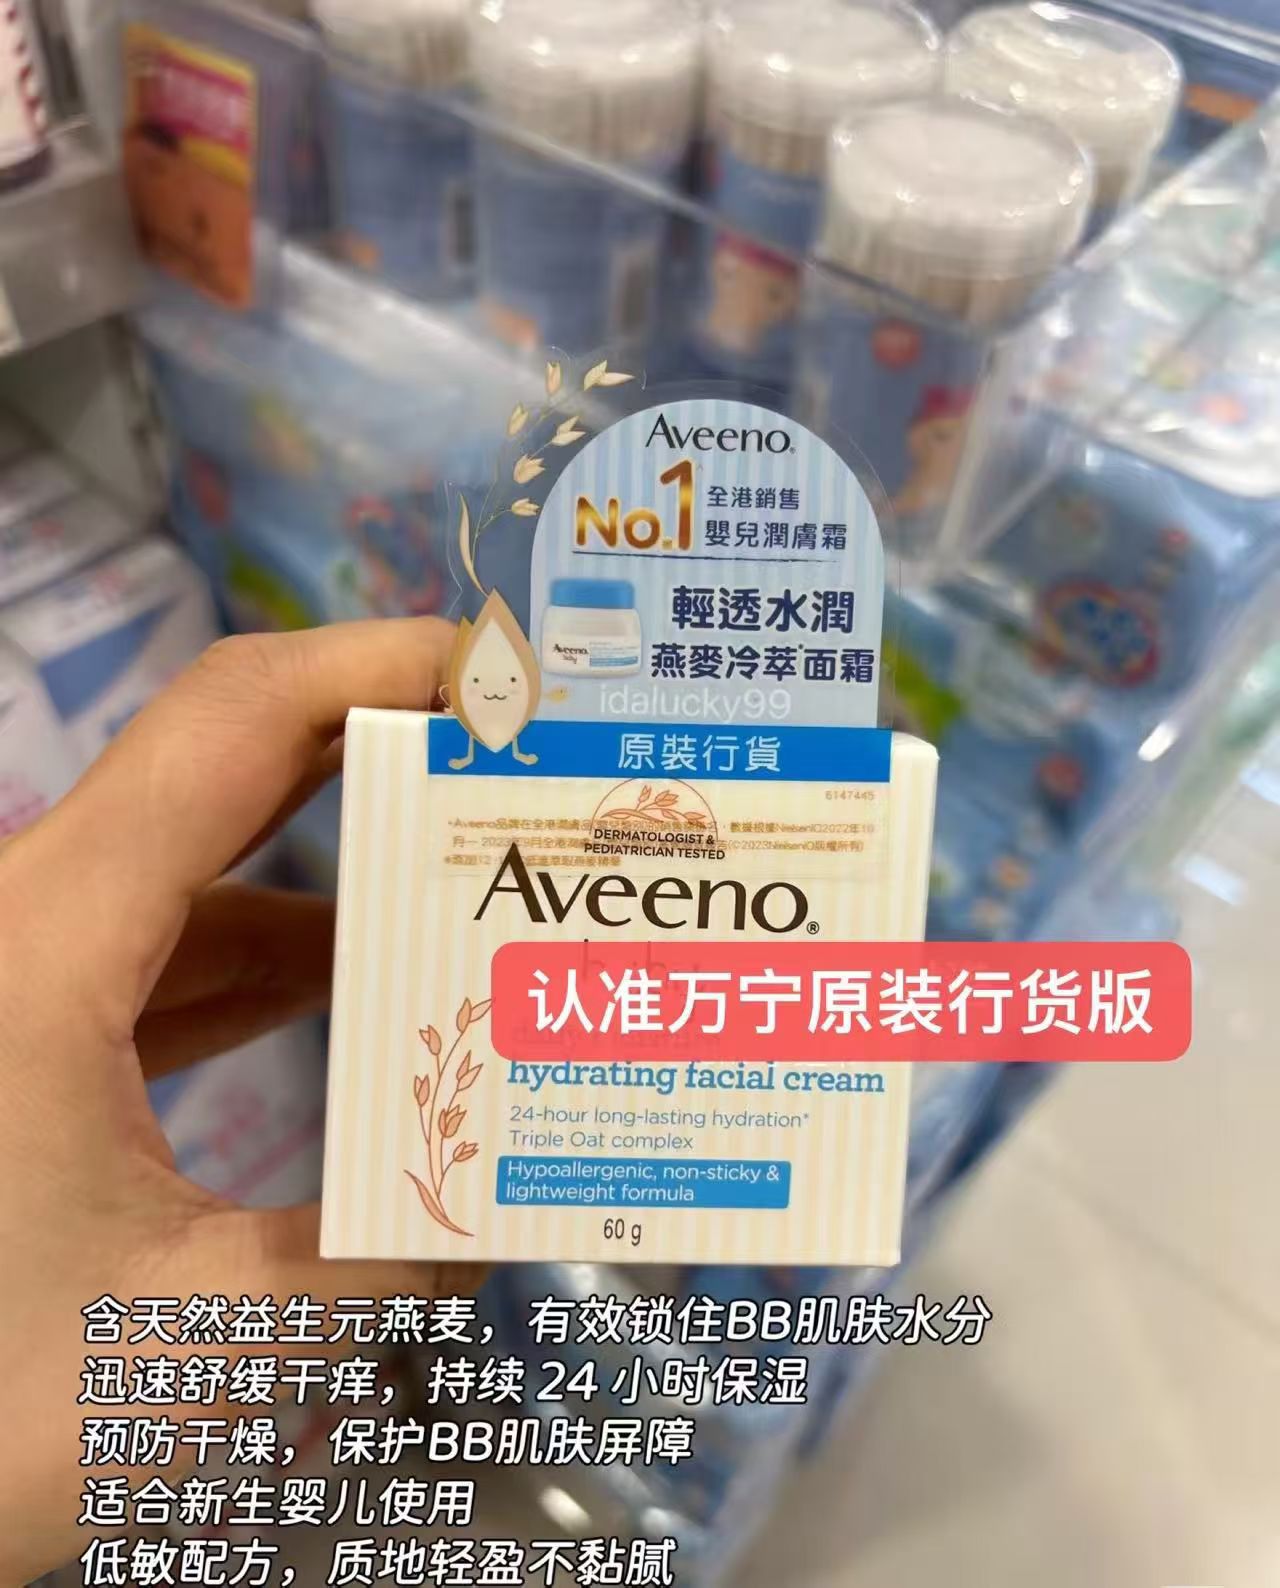 Aveeno®
No.1
全港銷售
嬰兒潤膚霜
輕透水潤
燕麥冷萃*面霜
Aveeno
baby
idalucky99
原裝行貨
6147445
DERMATOLOGIST &
PEDIATRICIAN TESTED
Aveeno®
认准万宁原装行货版
hydrating facial cream
24-hour long-lasting hydration*
Triple Oat complex
Hypoallergenic, non-sticky &
lightweight formula
60 g
含天然益生元燕麦，有效锁住BB肌肤水分
迅速舒缓干痒，持续 24 小时保湿
预防干燥，保护BB肌肤屏障
适合新生婴儿使用
低敏配方，质地轻盈不黏腻